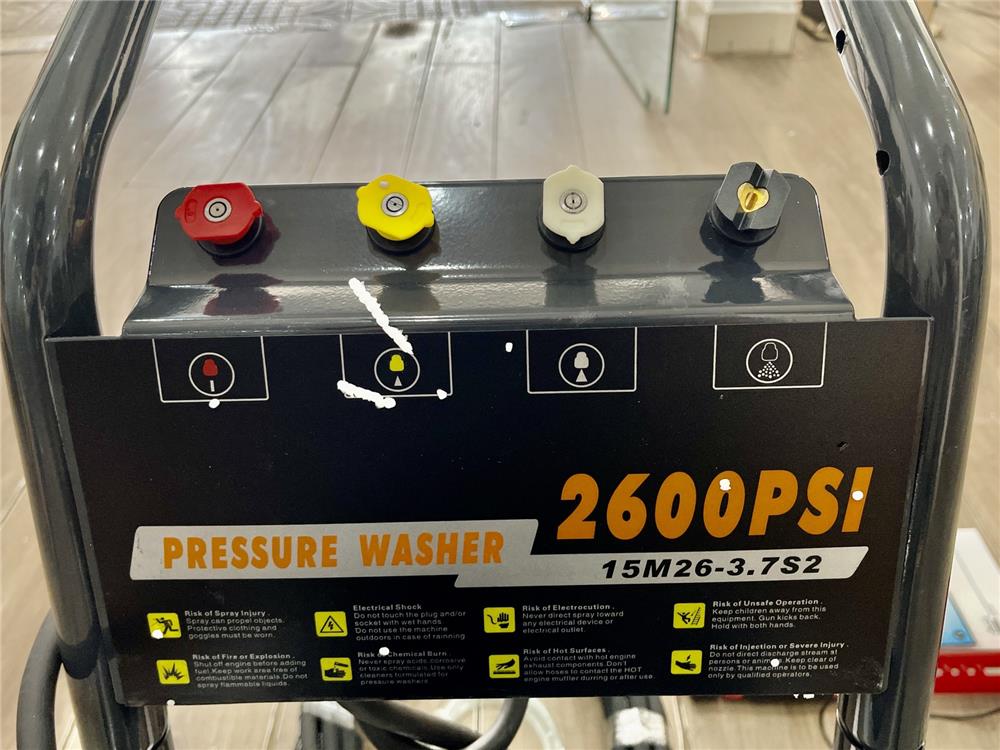 2600PSI
PRESSURE WASHER
15M26-3.7S2
Risk of Spray Injury .
Spray can propel objects.
Protective clothing and
goggles must be worn.
Electrical Shock
Do not touch the plug and/or
socket with wet hands
Do not use the machine
outdoors in case of rainning
Risk of Electrocution .
Never direct spray toward
any electrical device or
electrical outlet.
Risk of Unsafe Operation .
Keep children away from this
equipment. Gun kicks back.
Hold with both hands.
Risk of Fire or Explosion .
Shut off engine before adding
fuel. Keep work area free of
combustible materials. Do not
spray flammable liquids.
Risk of Chemical Burn .
Never spray acids, corrosive
or toxic chemicals. Use only
cleaners formulated for
pressure washers
Risk of Hot Surfaces .
Avoid contact with hot engine
exhaust components. Don't
allow hoses to contact the HOT
engine muffler durring or after use.
Risk of Injection or Severe Injury .
Do not direct discharge stream at
persons or animals. Keep clear of
nozzle. This machine is to be used
only by qualified operators.